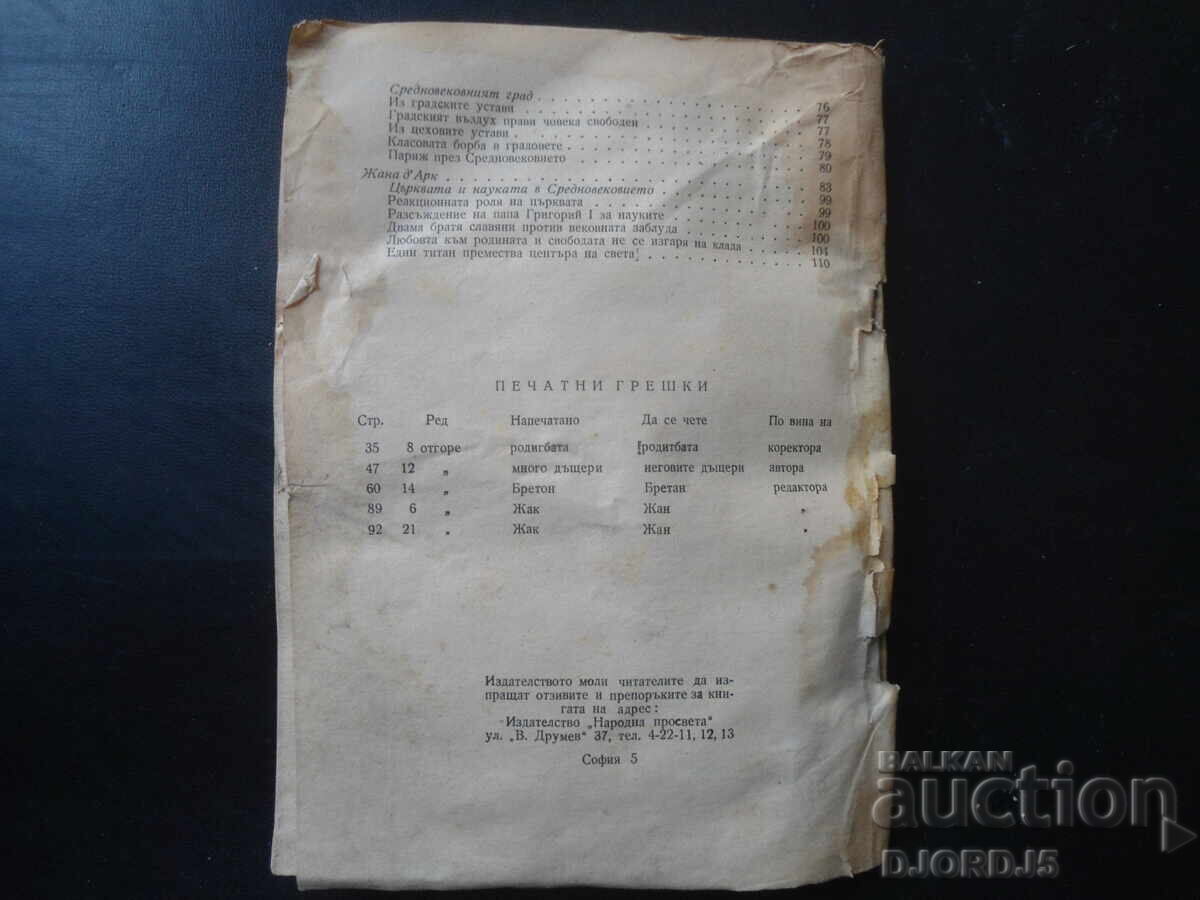 Средновековният град 76
Из градските устави 77
Градският въздух прави човека свободен 77
Из цеховите устави 78
Класовата борба в градовете 79
Париж през Средновековието 80
Жана д'Арк 83
Църквата и науката в Средновековието 99
Реакционната роля на църквата 99
Разсъждение на папа Григорий I за науките 100
Двама братя славяни против вековната заблуда 100
Любовта към родината и свободата не се изгаря на клада 101
Един титан премества центъра на света! 110
ПЕЧАТНИ ГРЕШКИ
Стр. Ред Напечатано Да се чете По вина на
35 8 отгоре родигбата родитбата коректора
47 12 „ много дъщери неговите дъщери автора
60 14 „ Бретон Бретан редактора
89 6 „ Жак Жан „
92 21 „ Жак Жан „
Издателството моли читателите да из-
пращат отзивите и препоръките за кни-
гата на адрес:
Издателство „Народна просвета"
ул. „В. Друмев" 37, тел. 4-22-11, 12, 13
София 5
BALKAN
auction
DJORDJ5